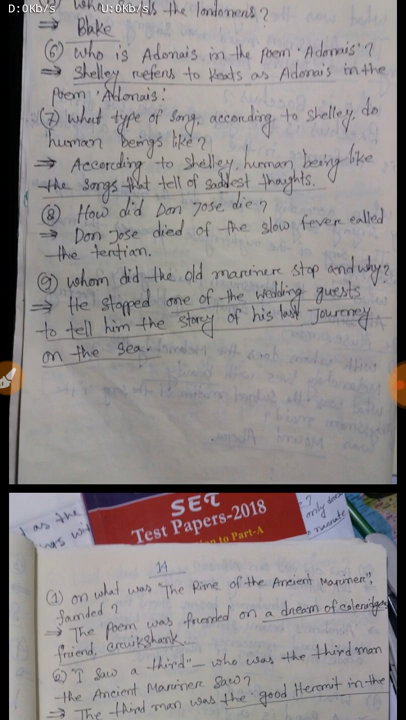 D:0Kb/s U:0Kb/s
the londoners?
⇒ Blake
⑥ Who is Adonais in the poem 'Adonais'?
⇒ Shelley refers to Keats as Adonais in the
poem 'Adonais'.
⑦ What type of song, according to Shelley, do
human beings like?
⇒ According to Shelley, human being like
the songs that tell of saddest thoughts.
⑧ How did Don Jose die?
⇒ Don Jose died of the slow fever called
the tertian.
⑨ Whom did the old mariner stop and why?
⇒ He stopped one of the wedding guests
to tell him the story of his last Journey
on the sea.
SET
Test Papers-2018
to Part-A
as the
only
narrate
14
① on what was "The Rime of the Ancient Mariner",
founded?
⇒ The Poem was founded on a dream of
friend, cruikshank
② "I saw a third" — who was the third man
the Ancient Mariner saw?
⇒ The third man was the good Hermit in the